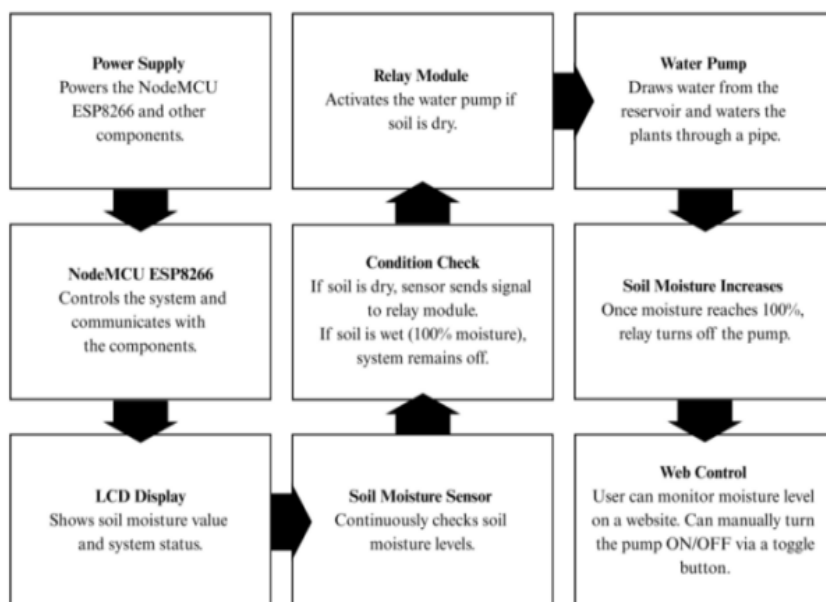 Power Supply
Powers the NodeMCU
ESP8266 and other
components.
NodeMCU ESP8266
Controls the system and
communicates with
the components.
LCD Display
Shows soil moisture value
and system status.
Soil Moisture Sensor
Continuously checks soil
moisture levels.
Condition Check
If soil is dry, sensor sends signal
to relay module.
If soil is wet (100% moisture),
system remains off.
Relay Module
Activates the water pump if
soil is dry.
Water Pump
Draws water from the
reservoir and waters the
plants through a pipe.
Soil Moisture Increases
Once moisture reaches 100%,
relay turns off the pump.
Web Control
User can monitor moisture level
on a website. Can manually turn
the pump ON/OFF via a toggle
button.